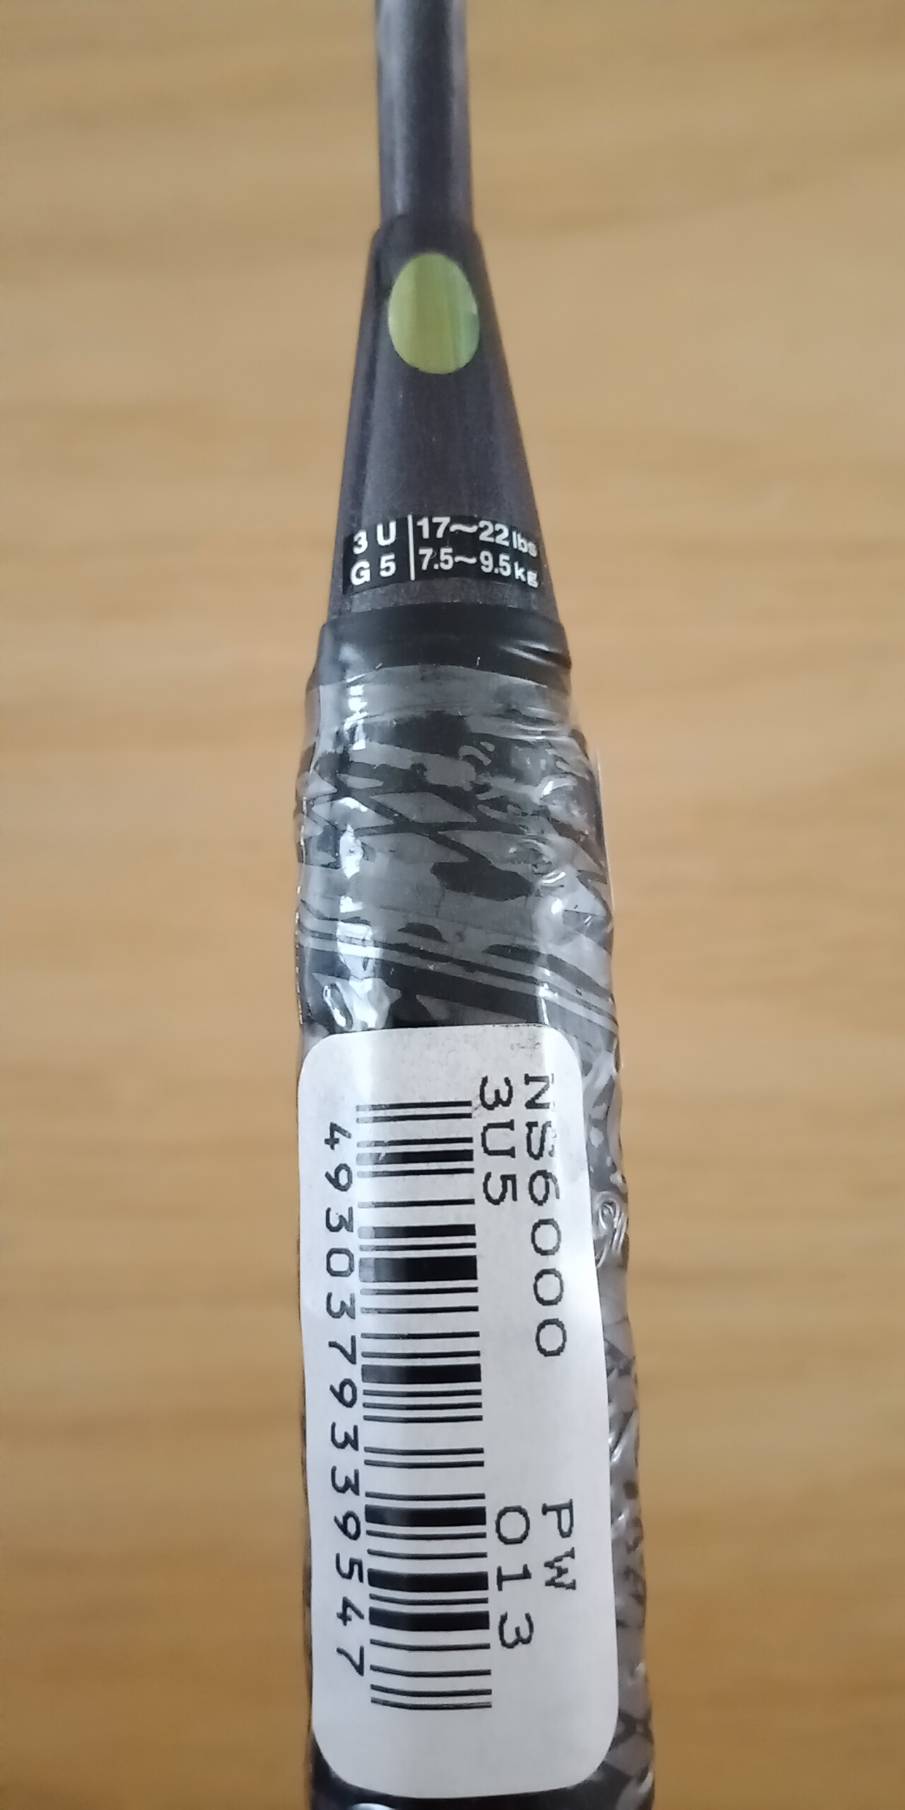 3 U 17~22 lbs
G 5 7.5~9.5 kg
NS6000 PW
3U5 013
4930379339547